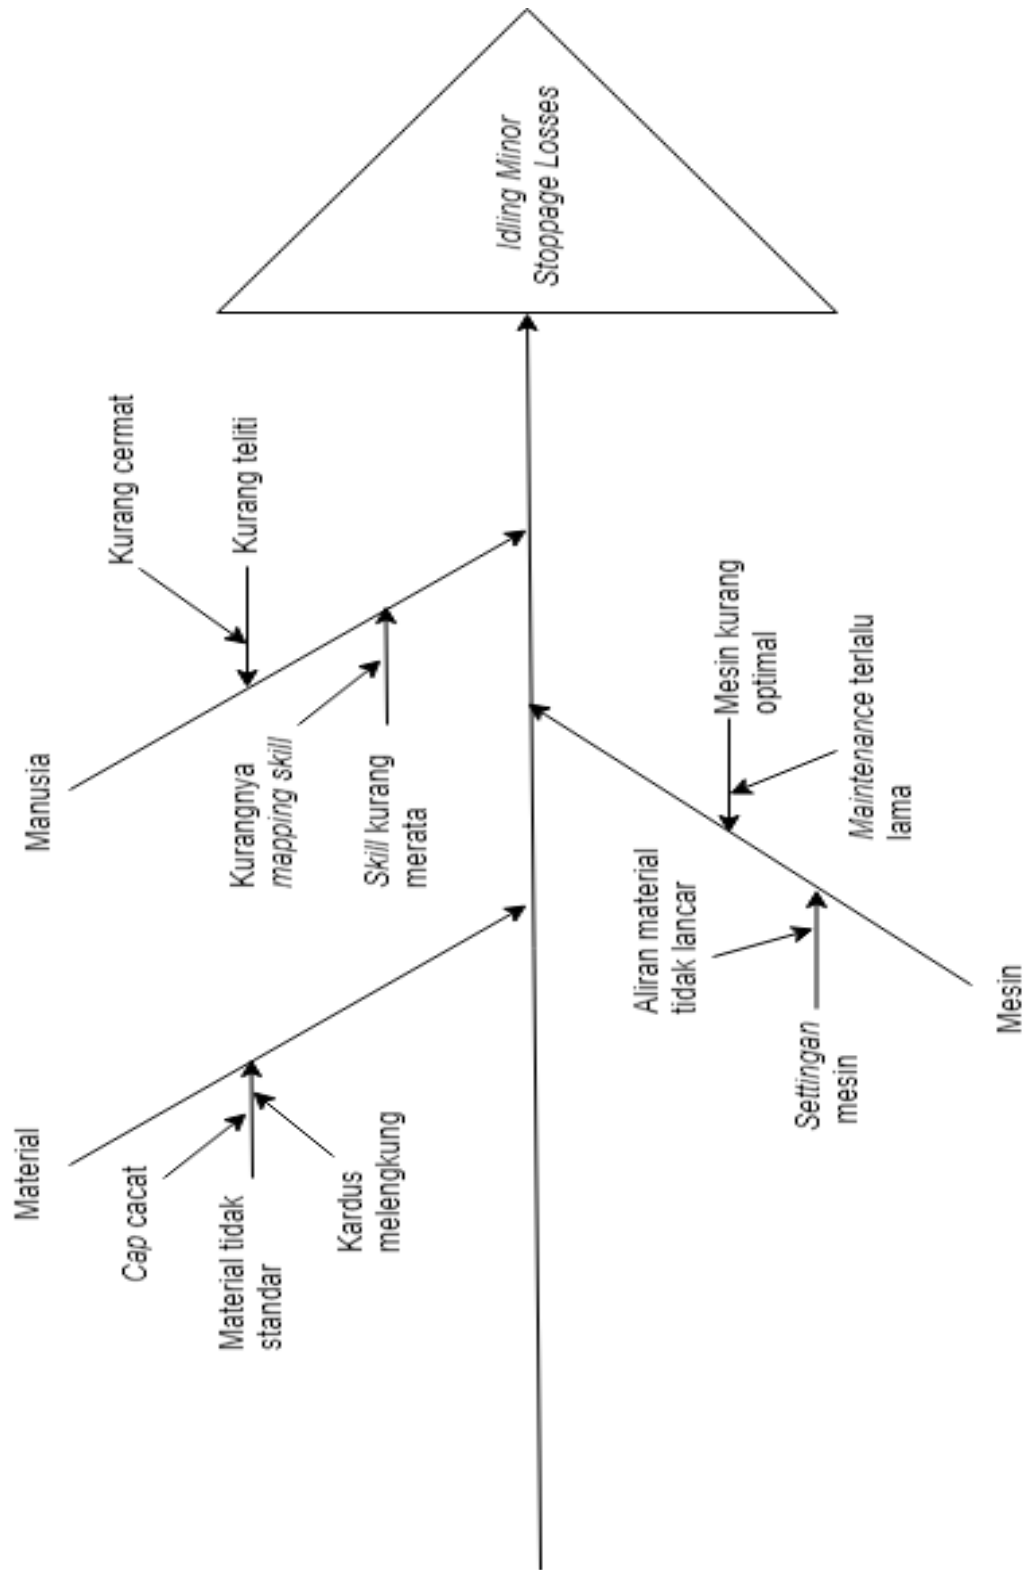 Material
Manusia
Cap cacat
Material tidak
standar
Kardus
melengkung
Kurang cermat
Kurang teliti
Kurangnya
mapping skill
Skill kurang
merata
Idling Minor
Stoppage Losses
Aliran material
tidak lancar
Settingan
mesin
Mesin kurang
optimal
Maintenance terlalu
lama
Mesin